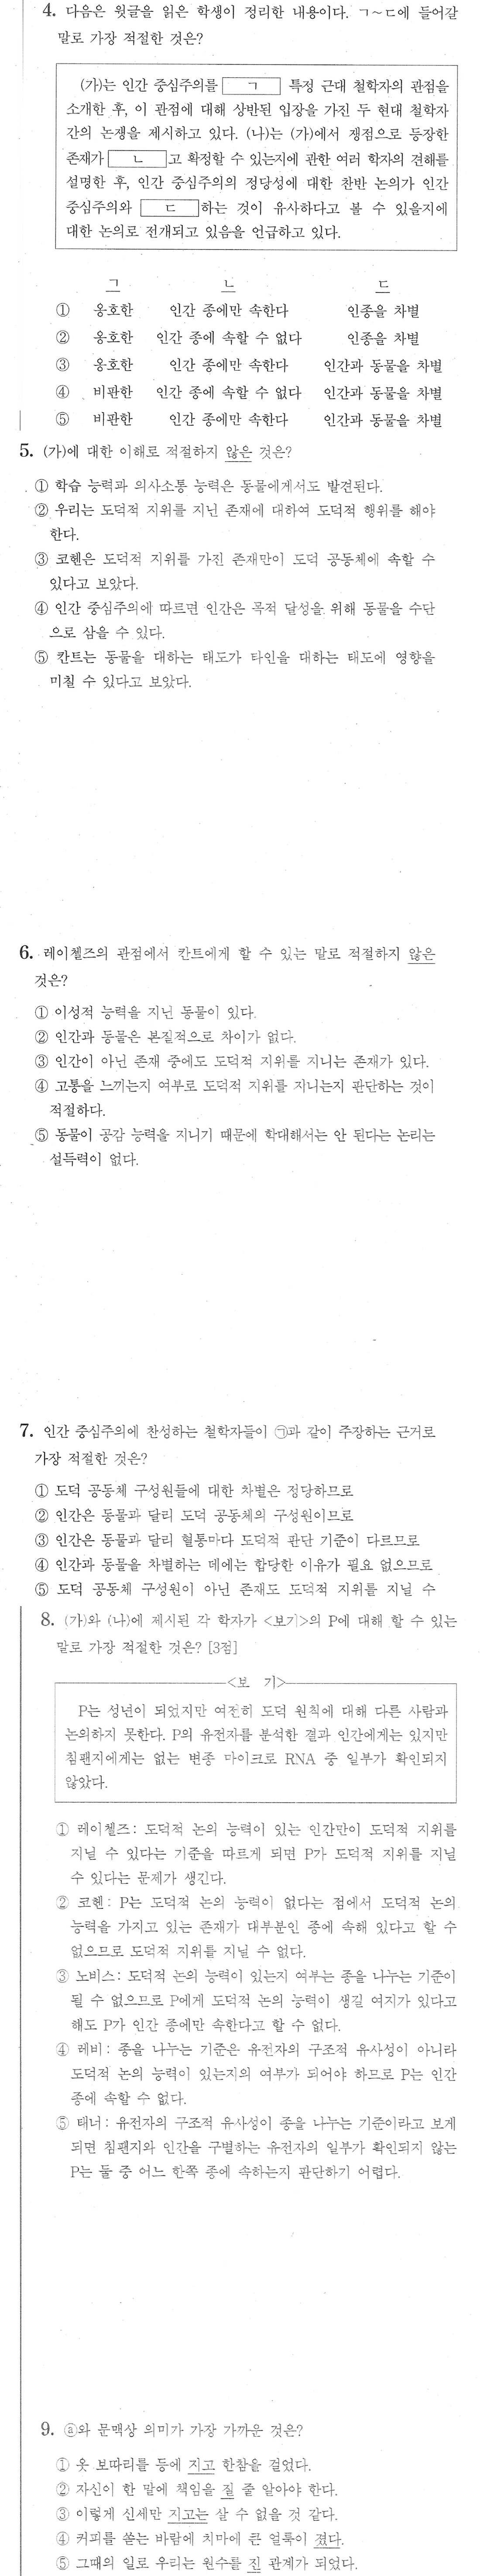 4. 다음은 윗글을 읽은 학생이 정리한 내용이다. ㄱ~ㄷ에 들어갈
말로 가장 적절한 것은?
(가)는 인간 중심주의를 ㄱ 특정 근대 철학자의 관점을
소개한 후, 이 관점에 대해 상반된 입장을 가진 두 현대 철학자
간의 논쟁을 제시하고 있다. (나)는 (가)에서 쟁점으로 등장한
존재가 ㄴ 고 확정할 수 있는지에 관한 여러 학자의 견해를
설명한 후, 인간 중심주의의 정당성에 대한 찬반 논의가 인간
중심주의와 ㄷ 하는 것이 유사하다고 볼 수 있을지에
대한 논의로 전개되고 있음을 언급하고 있다.
ㄱ ㄴ ㄷ
① 옹호한 인간 종에만 속한다 인종을 차별
② 옹호한 인간 종에 속할 수 없다 인종을 차별
③ 옹호한 인간 종에만 속한다 인간과 동물을 차별
④ 비판한 인간 종에 속할 수 없다 인간과 동물을 차별
⑤ 비판한 인간 종에만 속한다 인간과 동물을 차별
5. (가)에 대한 이해로 적절하지 않은 것은?
① 학습 능력과 의사소통 능력은 동물에게서도 발견된다.
② 우리는 도덕적 지위를 지닌 존재에 대하여 도덕적 행위를 해야
한다.
③ 코헨은 도덕적 지위를 가진 존재만이 도덕 공동체에 속할 수
있다고 보았다.
④ 인간 중심주의에 따르면 인간은 목적 달성을 위해 동물을 수단
으로 삼을 수 있다.
⑤ 칸트는 동물을 대하는 태도가 타인을 대하는 태도에 영향을
미칠 수 있다고 보았다.
6. 레이첼즈의 관점에서 칸트에게 할 수 있는 말로 적절하지 않은
것은?
① 이성적 능력을 지닌 동물이 있다.
② 인간과 동물은 본질적으로 차이가 없다.
③ 인간이 아닌 존재 중에도 도덕적 지위를 지니는 존재가 있다.
④ 고통을 느끼는지 여부로 도덕적 지위를 지니는지 판단하는 것이
적절하다.
⑤ 동물이 공감 능력을 지니기 때문에 학대해서는 안 된다는 논리는
설득력이 없다.
7. 인간 중심주의에 찬성하는 철학자들이 ㉠과 같이 주장하는 근거로
가장 적절한 것은?
① 도덕 공동체 구성원들에 대한 차별은 정당하므로
② 인간은 동물과 달리 도덕 공동체의 구성원이므로
③ 인간은 동물과 달리 혈통마다 도덕적 판단 기준이 다르므로
④ 인간과 동물을 차별하는 데에는 합당한 이유가 필요 없으므로
⑤ 도덕 공동체 구성원이 아닌 존재도 도덕적 지위를 지닐 수
8. (가)와 (나)에 제시된 각 학자가 <보기>의 P에 대해 할 수 있는
말로 가장 적절한 것은? [3점]
<보 기>
P는 성년이 되었지만 여전히 도덕 원칙에 대해 다른 사람과
논의하지 못한다. P의 유전자를 분석한 결과 인간에게는 있지만
침팬지에게는 없는 변종 마이크로 RNA 중 일부가 확인되지
않았다.
① 레이첼즈: 도덕적 논의 능력이 있는 인간만이 도덕적 지위를
지닐 수 있다는 기준을 따르게 되면 P가 도덕적 지위를 지닐
수 있다는 문제가 생긴다.
② 코헨: P는 도덕적 논의 능력이 없다는 점에서 도덕적 논의
능력을 가지고 있는 존재가 대부분인 종에 속해 있다고 할 수
없으므로 도덕적 지위를 지닐 수 없다.
③ 노비스: 도덕적 논의 능력이 있는지 여부는 종을 나누는 기준이
될 수 없으므로 P에게 도덕적 논의 능력이 생길 여지가 있다고
해도 P가 인간 종에만 속한다고 할 수 없다.
④ 레비: 종을 나누는 기준은 유전자의 구조적 유사성이 아니라
도덕적 논의 능력이 있는지의 여부가 되어야 하므로 P는 인간
종에 속할 수 없다.
⑤ 태너: 유전자의 구조적 유사성이 종을 나누는 기준이라고 보게
되면 침팬지와 인간을 구별하는 유전자의 일부가 확인되지 않는
P는 둘 중 어느 한쪽 종에 속하는지 판단하기 어렵다.
9. ⓐ와 문맥상 의미가 가장 가까운 것은?
① 옷 보따리를 등에 지고 한참을 걸었다.
② 자신이 한 말에 책임을 질 줄 알아야 한다.
③ 이렇게 신세만 지고는 살 수 없을 것 같다.
④ 커피를 쏟는 바람에 치마에 큰 얼룩이 졌다.
⑤ 그때의 일로 우리는 원수를 진 관계가 되었다.